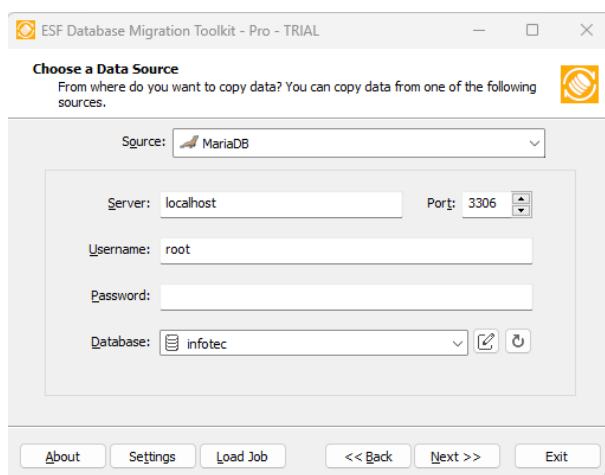 ESF Database Migration Toolkit - Pro - TRIAL
Choose a Data Source
From where do you want to copy data? You can copy data from one of the following
sources.
Source: MariaDB
Server: localhost Port: 3306
Username: root
Password:
Database: infotec
About Settings Load Job << Back Next >> Exit